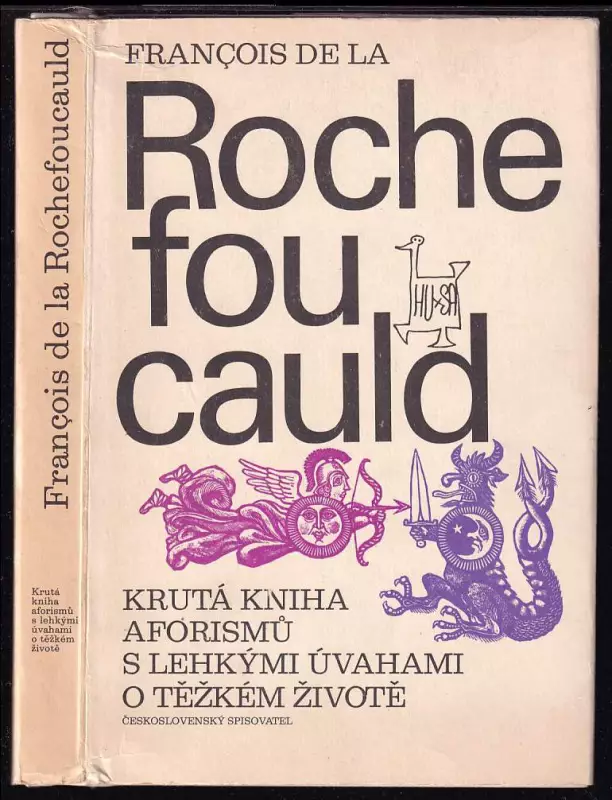 François de la Rochefoucauld
Krutá
kniha
aforismů
s lehkými
úvahami
o těžkém
životě
FRANÇOIS DE LA
Roche
fou
cauld
HUSA
KRUTÁ KNIHA
AFORISMŮ
S LEHKÝMI ÚVAHAMI
O TĚŽKÉM ŽIVOTĚ
ČESKOSLOVENSKÝ SPISOVATEL